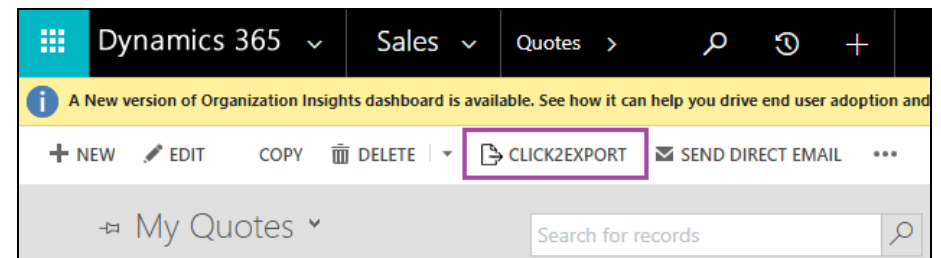 Dynamics 365 Sales Quotes >
i A New version of Organization Insights dashboard is available. See how it can help you drive end user adoption and
NEW EDIT COPY DELETE CLICK2EXPORT SEND DIRECT EMAIL •••
My Quotes Search for records